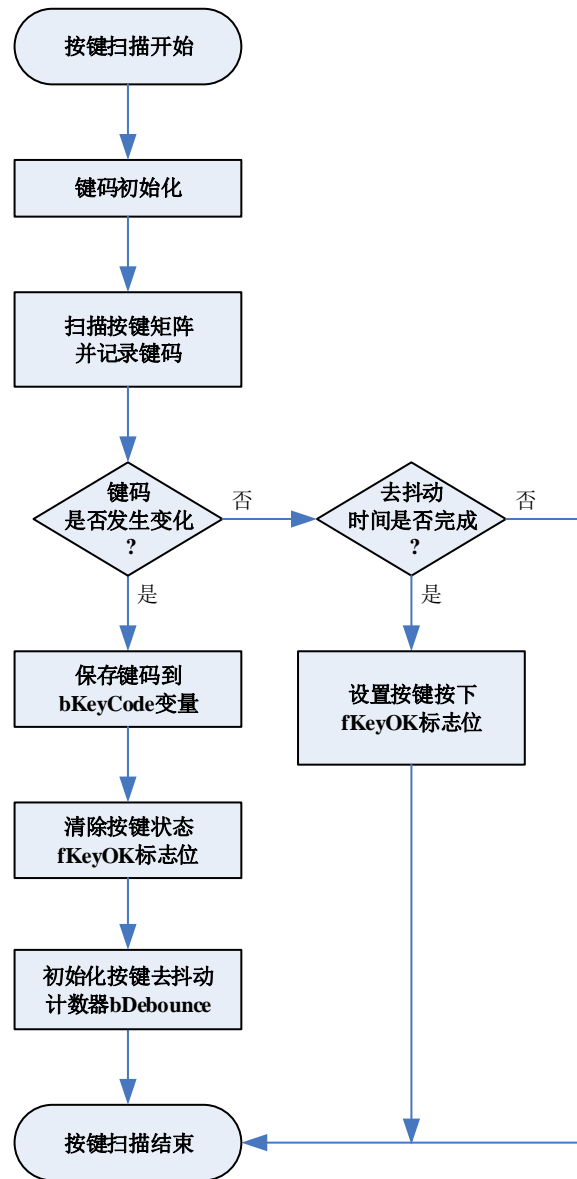 按键扫描开始
键码初始化
扫描按键矩阵
并记录键码
键码
是否发生变化
?
否
去抖动
时间是否完成
?
否
是
是
保存键码到
bKeyCode变量
设置按键按下
fKeyOK标志位
清除按键状态
fKeyOK标志位
初始化按键去抖动
计数器bDebounce
按键扫描结束